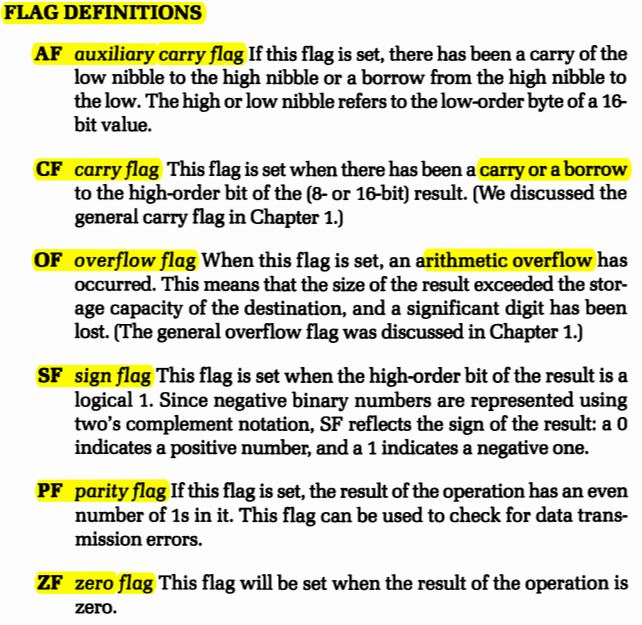 FLAG DEFINITIONS
AF auxiliary carry flag If this flag is set, there has been a carry of the
low nibble to the high nibble or a borrow from the high nibble to
the low. The high or low nibble refers to the low-order byte of a 16-
bit value.
CF carry flag This flag is set when there has been a carry or a borrow
to the high-order bit of the (8- or 16-bit) result. (We discussed the
general carry flag in Chapter 1.)
OF overflow flag When this flag is set, an arithmetic overflow has
occurred. This means that the size of the result exceeded the stor-
age capacity of the destination, and a significant digit has been
lost. (The general overflow flag was discussed in Chapter 1.)
SF sign flag This flag is set when the high-order bit of the result is a
logical 1. Since negative binary numbers are represented using
two's complement notation, SF reflects the sign of the result: a 0
indicates a positive number, and a 1 indicates a negative one.
PF parity flag If this flag is set, the result of the operation has an even
number of 1s in it. This flag can be used to check for data trans-
mission errors.
ZF zero flag This flag will be set when the result of the operation is
zero.